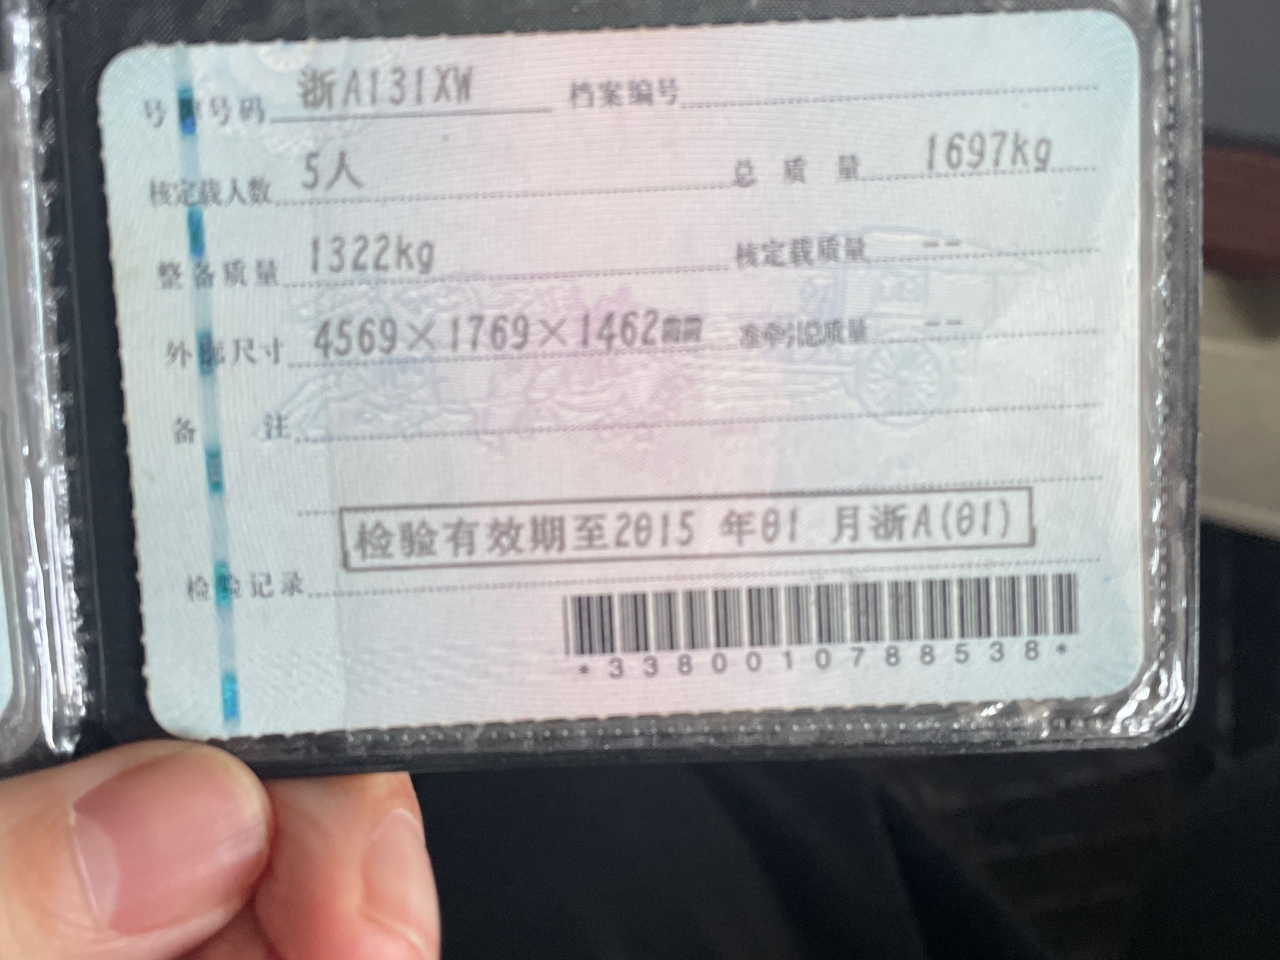 号牌号码 浙A131XW 档案编号
核定载人数 5人 总质量 1697kg
整备质量 1322kg 核定载质量 --
外廓尺寸 4569×1769×1462 准牵引总质量 --
备注
检验有效期至2015年01月浙A(01)
检验记录
*3380010788538*